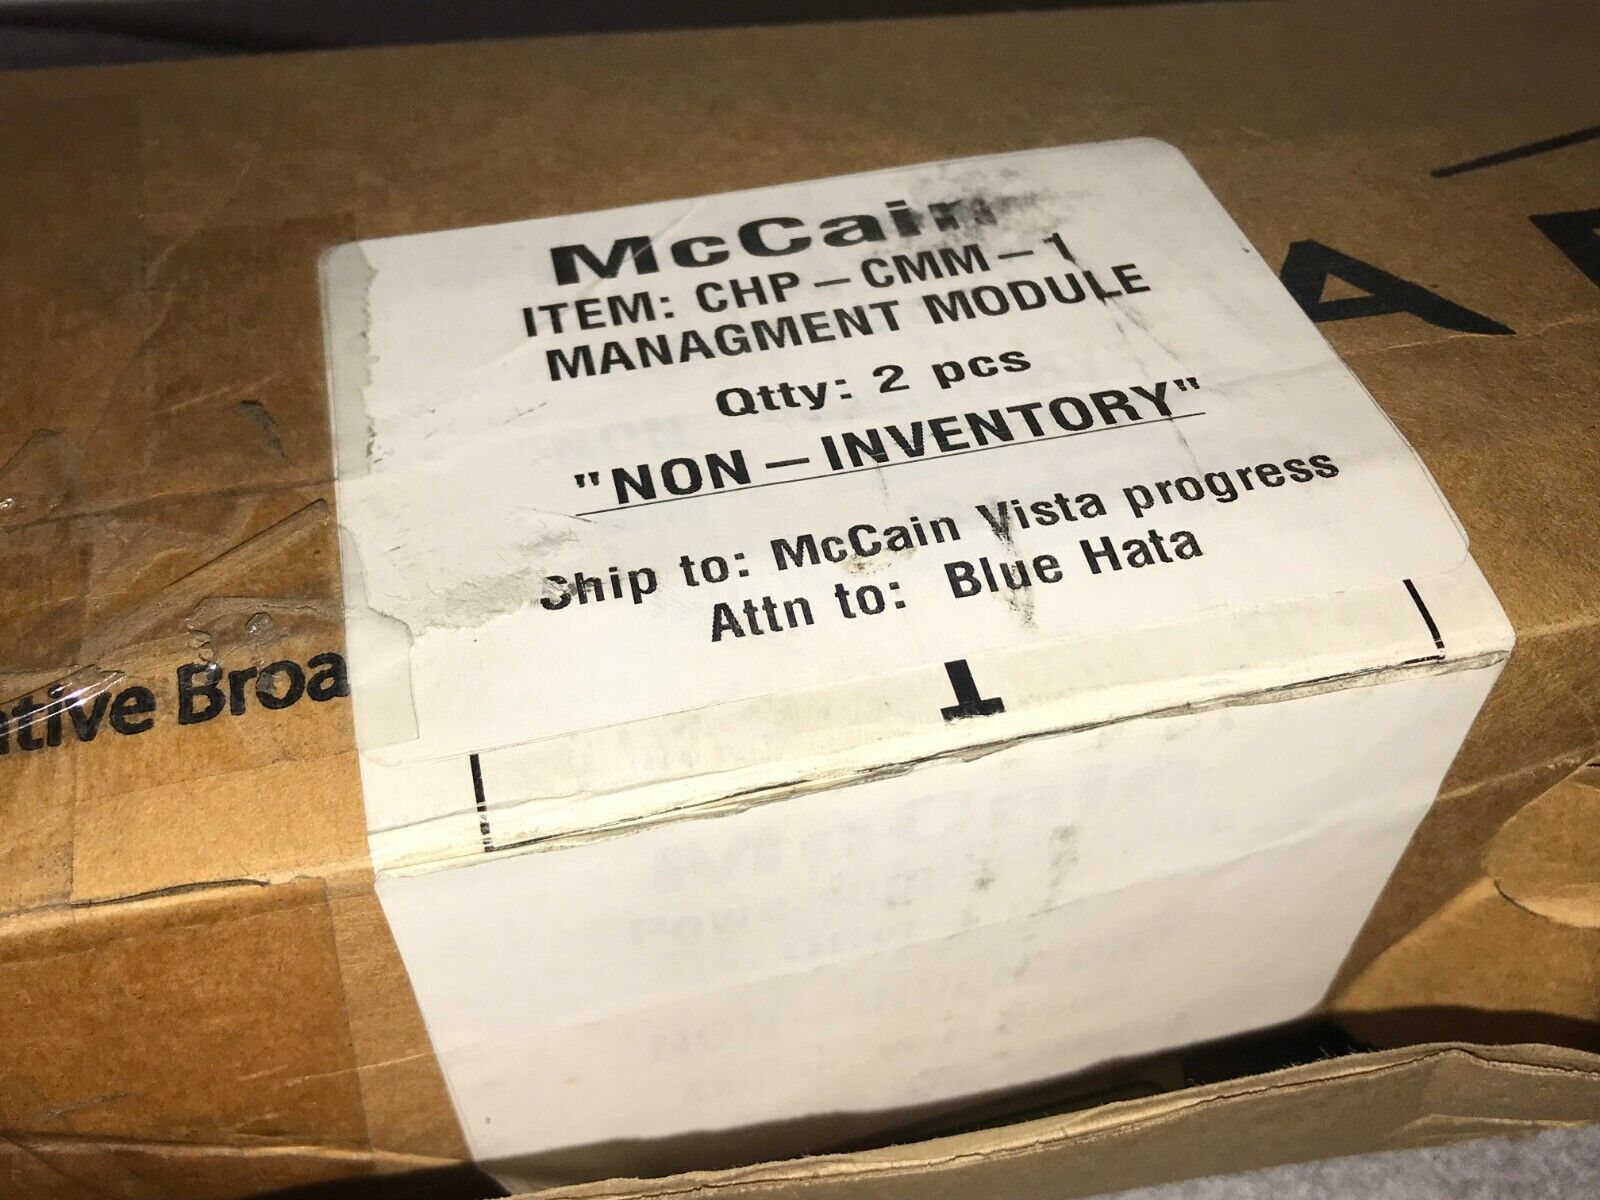 McCain
ITEM: CHP-CMM-1
MANAGMENT MODULE
Qtty: 2 pcs
"NON-INVENTORY"
Ship to: McCain Vista progress
Attn to: Blue Hata
ative Broa
A